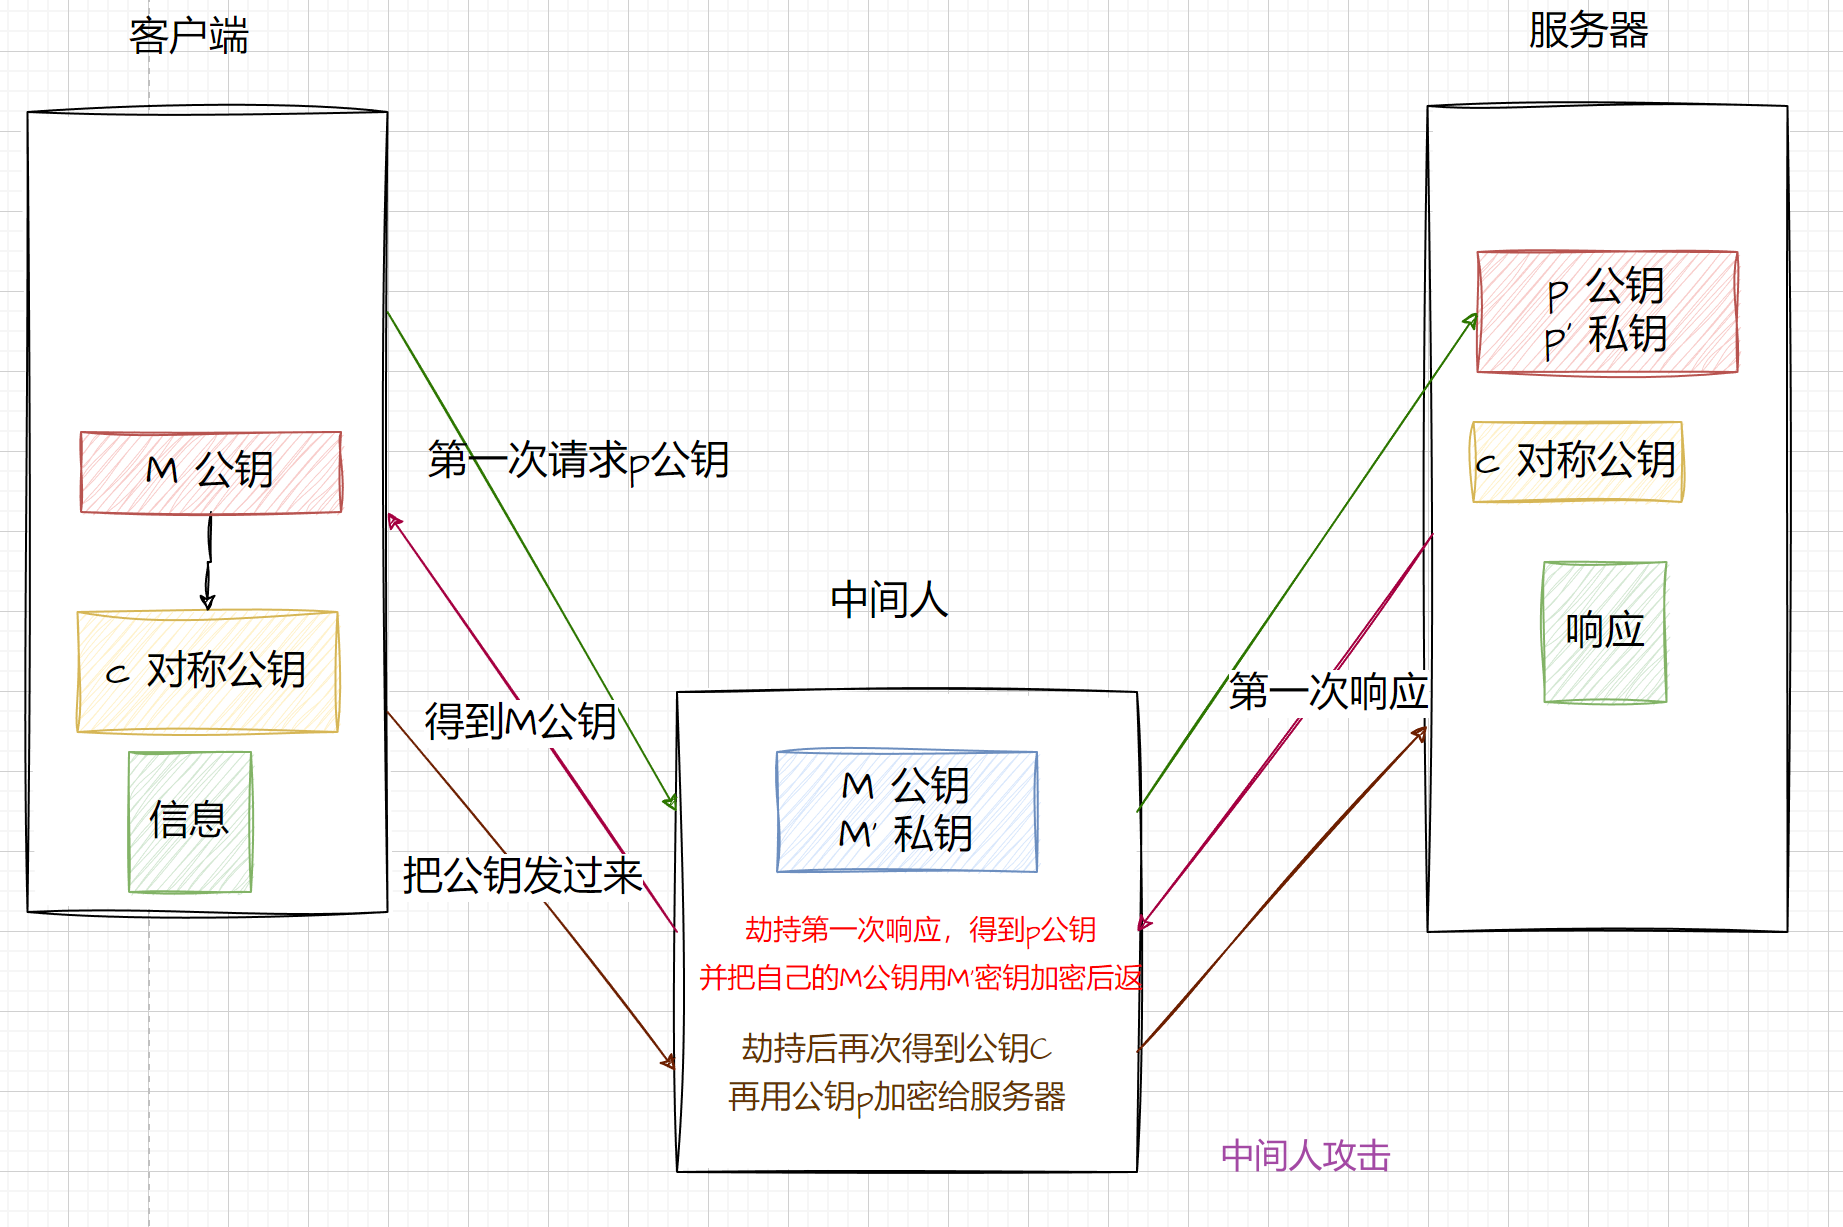 客户端
服务器
p 公钥
p' 私钥
M 公钥
第一次请求p公钥
c 对称公钥
中间人
响应
c 对称公钥
第一次响应
得到M公钥
M 公钥
M' 私钥
信息
把公钥发过来
劫持第一次响应，得到p公钥
并把自己的M公钥用M'密钥加密后返
劫持后再次得到公钥C
再用公钥p加密给服务器
中间人攻击